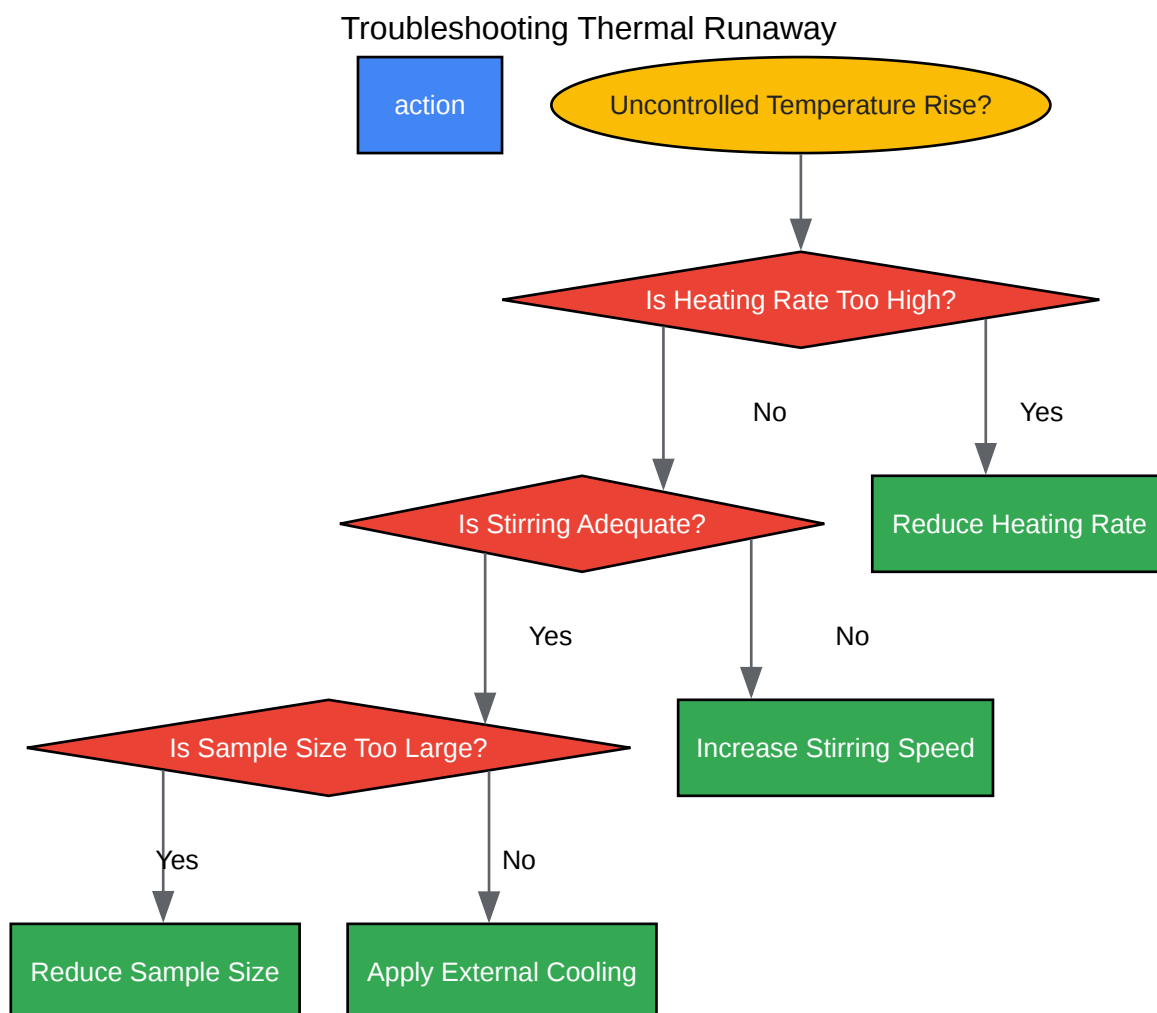 Troubleshooting Thermal Runaway
action
Uncontrolled Temperature Rise?
Is Heating Rate Too High?
No
Yes
Is Stirring Adequate?
Reduce Heating Rate
Yes
No
Is Sample Size Too Large?
Increase Stirring Speed
Yes
No
Reduce Sample Size
Apply External Cooling